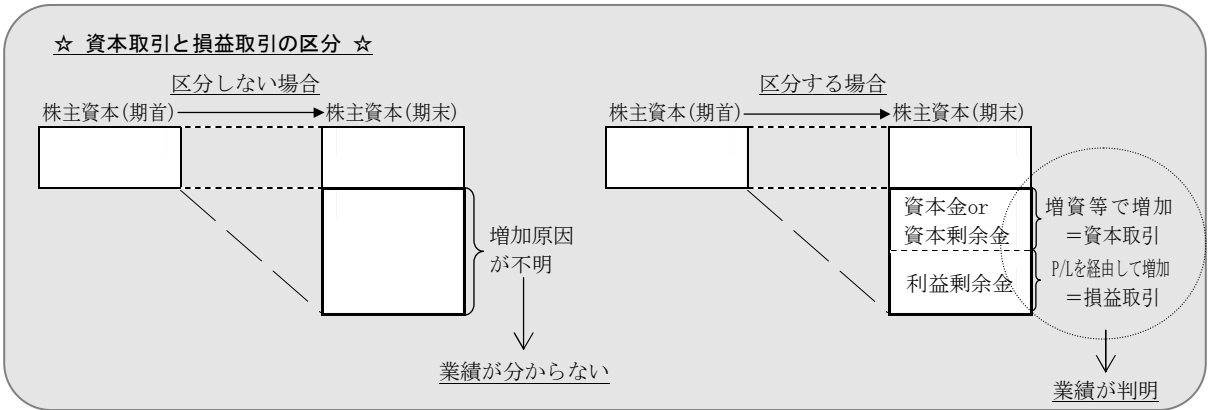 ☆ 資本取引と損益取引の区分 ☆
区分しない場合
株主資本(期首)
株主資本(期末)
増加原因
が不明
業績が分からない
区分する場合
株主資本(期首)
株主資本(期末)
資本金or
資本剰余金
増資等で増加
＝資本取引
利益剰余金
P/Lを経由して増加
＝損益取引
業績が判明